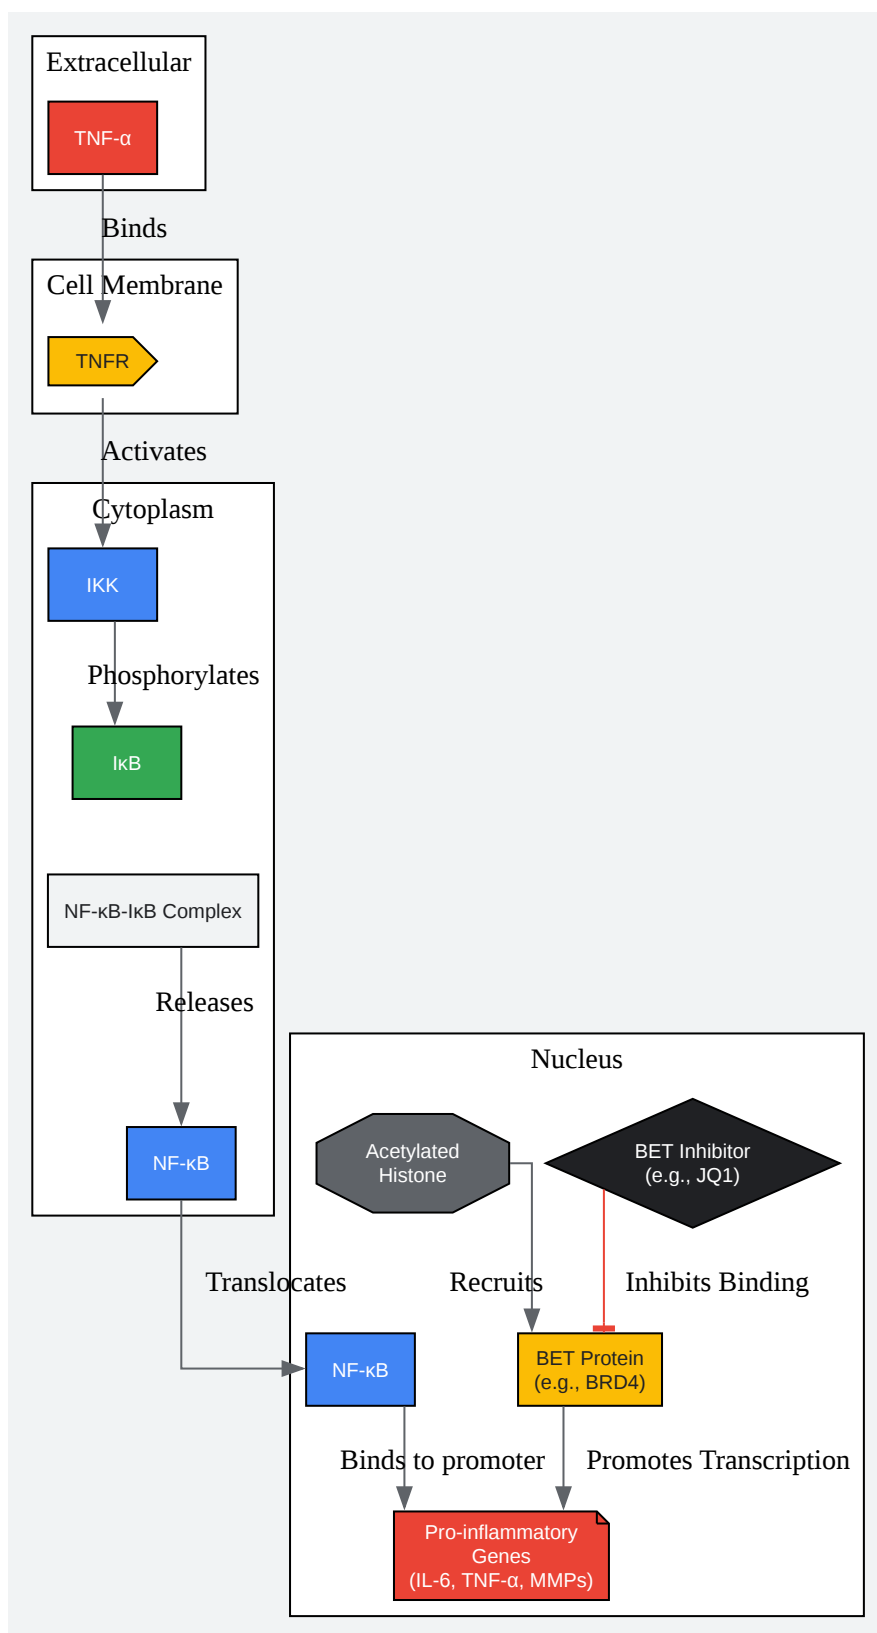 Extracellular
TNF-α
Binds
Cell Membrane
TNFR
Activates
Cytoplasm
IKK
Phosphorylates
IκB
NF-κB-IκB Complex
Releases
NF-κB
Nucleus
Acetylated
Histone
BET Inhibitor
(e.g., JQ1)
Translocates
Recruits
Inhibits Binding
NF-κB
BET Protein
(e.g., BRD4)
Binds to promoter
Promotes Transcription
Pro-inflammatory
Genes
(IL-6, TNF-α, MMPs)